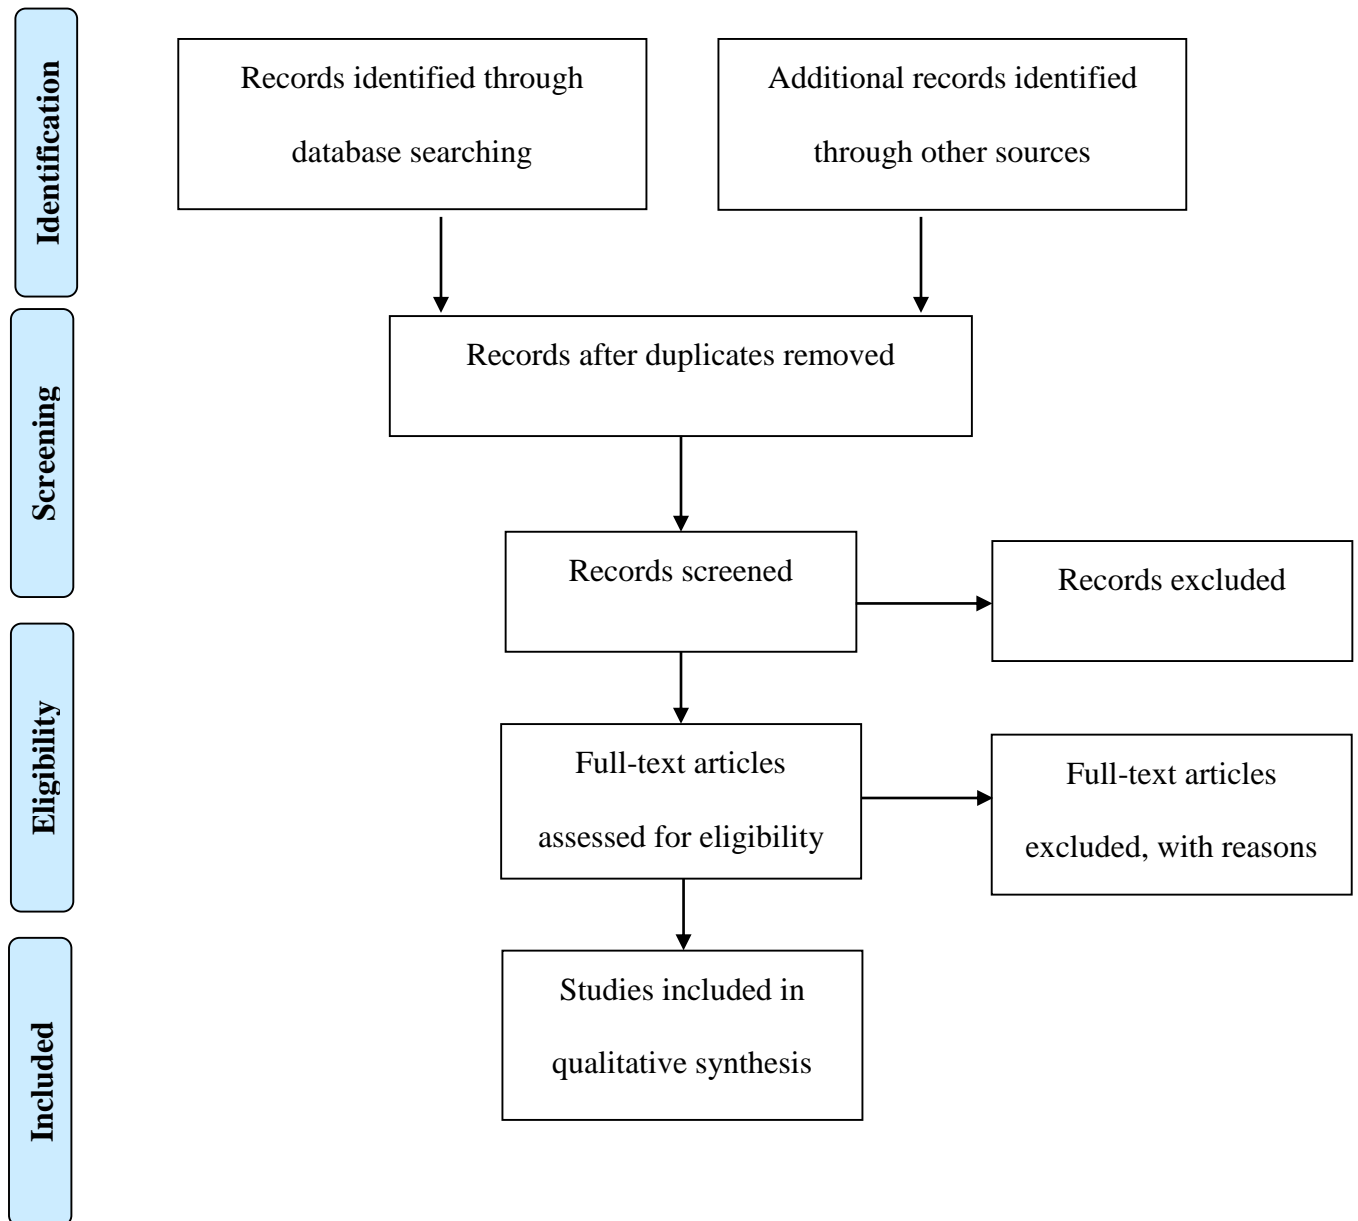 Identification
Records identified through
database searching
Additional records identified
through other sources
Screening
Records after duplicates removed
Records screened
Records excluded
Eligibility
Full-text articles
assessed for eligibility
Full-text articles
excluded, with reasons
Included
Studies included in
qualitative synthesis